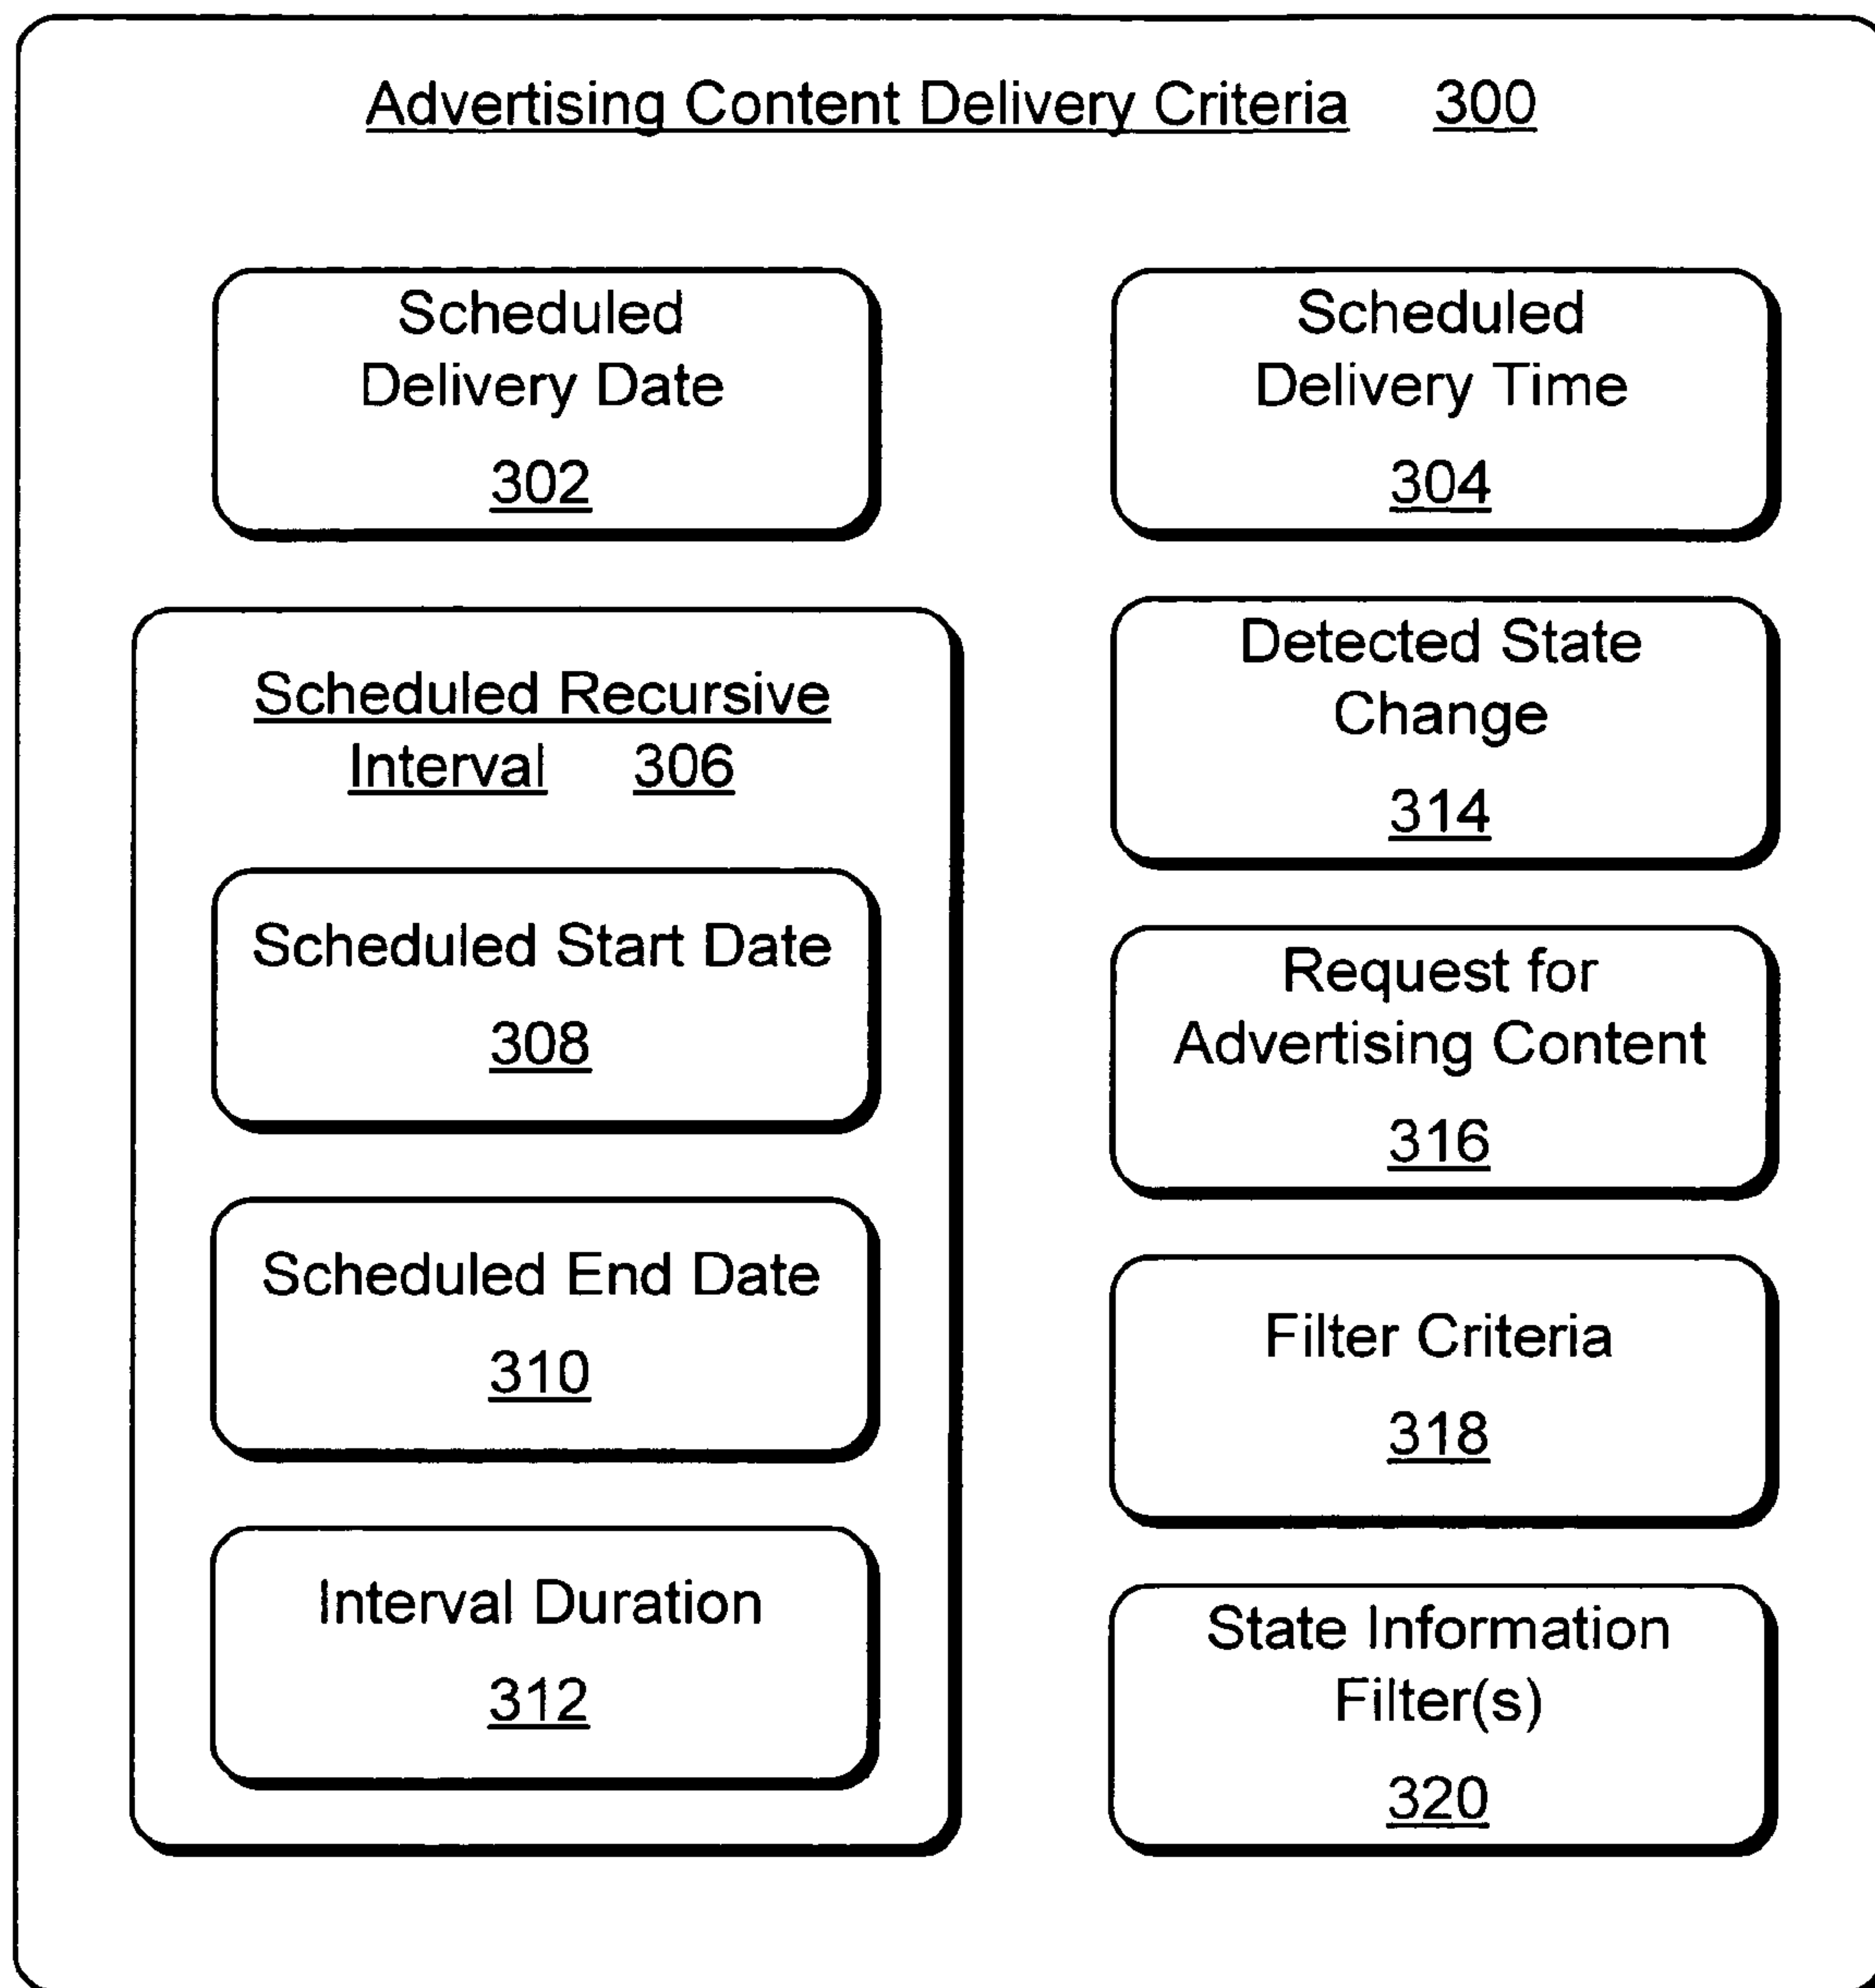 Advertising Content Delivery Criteria 300
Scheduled
Delivery Date
302
Scheduled
Delivery Time
304
Scheduled Recursive
Interval 306
Scheduled Start Date
308
Scheduled End Date
310
Interval Duration
312
Detected State
Change
314
Request for
Advertising Content
316
Filter Criteria
318
State Information
Filter(s)
320